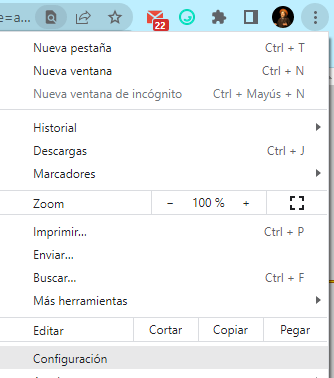 e=a...
22
Nueva pestaña Ctrl + T
Nueva ventana Ctrl + N
Nueva ventana de incógnito Ctrl + Mayús + N
Historial
Descargas Ctrl + J
Marcadores
Zoom − 100 % +
Imprimir... Ctrl + P
Enviar...
Buscar... Ctrl + F
Más herramientas
Editar Cortar Copiar Pegar
Configuración